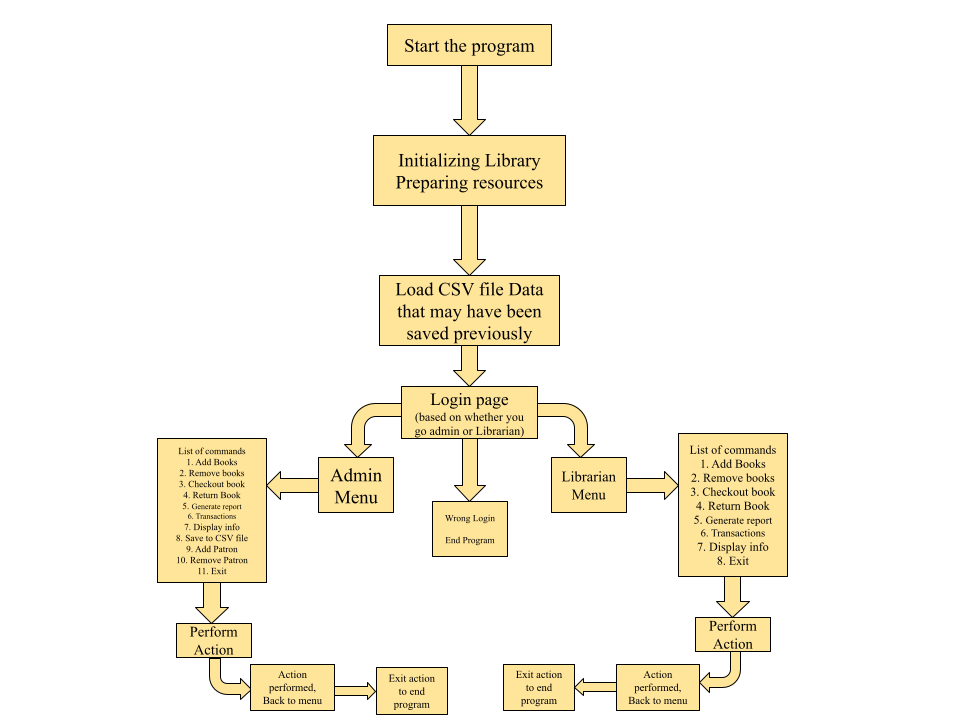 Start the program
Initializing Library
Preparing resources
Load CSV file Data
that may have been
saved previously
Login page
(based on whether you
go admin or Librarian)
List of commands
1. Add Books
2. Remove books
3. Checkout book
4. Return Book
5. Generate report
6. Transactions
7. Display info
8. Save to CSV file
9. Add Patron
10. Remove Patron
11. Exit
Admin
Menu
Wrong Login
End Program
Librarian
Menu
List of commands
1. Add Books
2. Remove books
3. Checkout book
4. Return Book
5. Generate report
6. Transactions
7. Display info
8. Exit
Perform
Action
Perform
Action
Action
performed,
Back to menu
Exit action
to end
program
Exit action
to end
program
Action
performed,
Back to menu